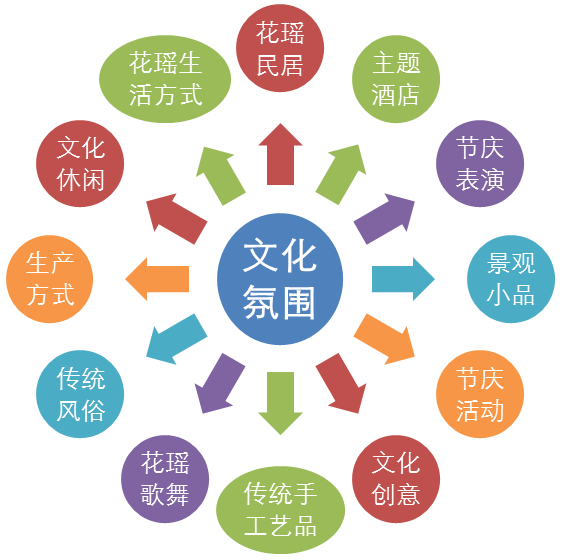 花瑶
民居
主题
酒店
节庆
表演
景观
小品
节庆
活动
文化
创意
传统手
工艺品
花瑶
歌舞
传统
风俗
生产
方式
文化
休闲
花瑶生
活方式
文化
氛围